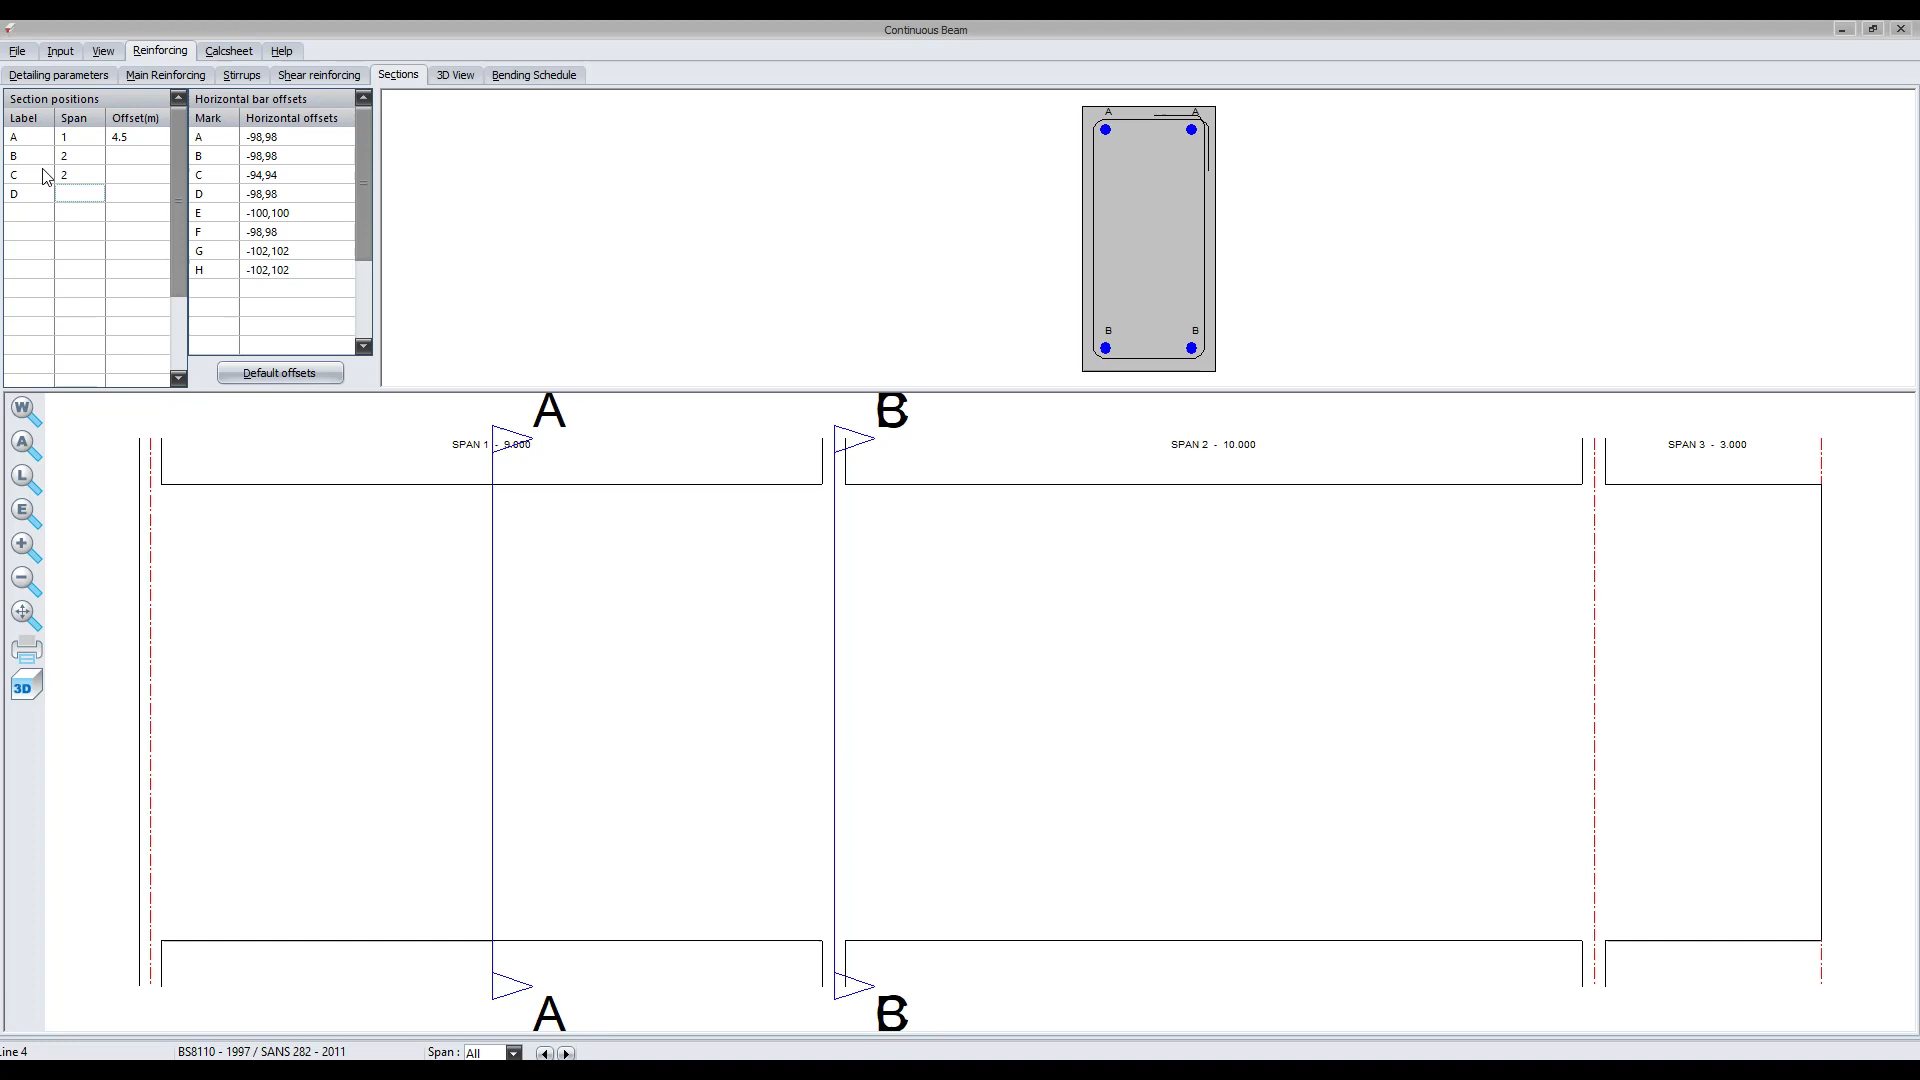 Continuous Beam
File Input View Reinforcing Calcsheet Help
Detailing parameters Main Reinforcing Stirrups Shear reinforcing Sections 3D View Bending Schedule
Section positions
Label Span Offset(m)
A 1 4.5
B 2
C 2
D
Horizontal bar offsets
Mark Horizontal offsets
A -98,98
B -98,98
C -94,94
D -98,98
E -100,100
F -98,98
G -102,102
H -102,102
Default offsets
A A
B B
W
A
L
E
3D
A B C
SPAN 1 - 9.000 SPAN 2 - 10.000 SPAN 3 - 3.000
A B C
ine 4 BS8110 - 1997 / SANS 282 - 2011 Span : All